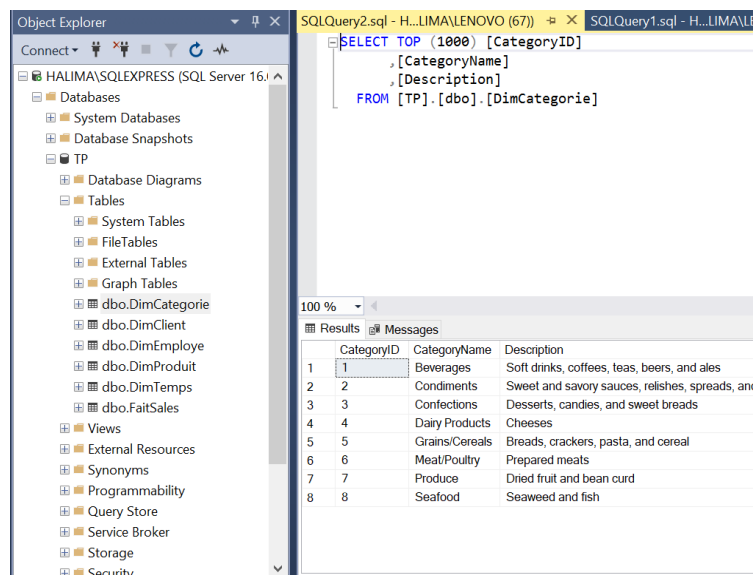 Object Explorer
Connect
HALIMA\SQLEXPRESS (SQL Server 16.
Databases
System Databases
Database Snapshots
TP
Database Diagrams
Tables
System Tables
FileTables
External Tables
Graph Tables
dbo.DimCategorie
dbo.DimClient
dbo.DimEmploye
dbo.DimProduit
dbo.DimTemps
dbo.FaitSales
Views
External Resources
Synonyms
Programmability
Query Store
Service Broker
Storage
Security
SQLQuery2.sql - H...LIMA\LENOVO (67)) SQLQuery1.sql - H...LIMA\LE
SELECT TOP (1000) [CategoryID]
,[CategoryName]
,[Description]
FROM [TP].[dbo].[DimCategorie]
100 %
Results Messages
CategoryID CategoryName Description
1 1 Beverages Soft drinks, coffees, teas, beers, and ales
2 2 Condiments Sweet and savory sauces, relishes, spreads, and
3 3 Confections Desserts, candies, and sweet breads
4 4 Dairy Products Cheeses
5 5 Grains/Cereals Breads, crackers, pasta, and cereal
6 6 Meat/Poultry Prepared meats
7 7 Produce Dried fruit and bean curd
8 8 Seafood Seaweed and fish